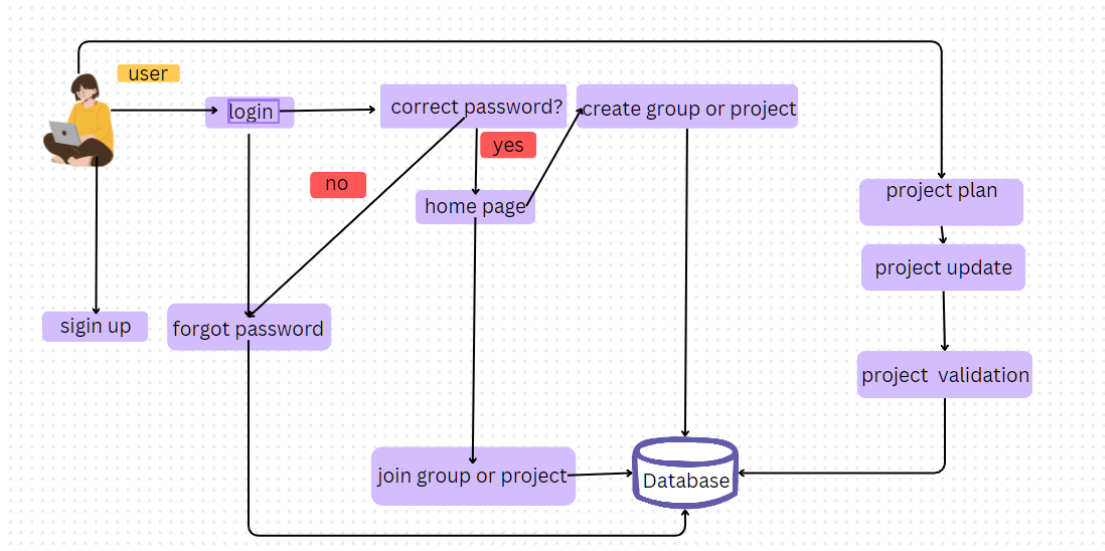 user
login
correct password?
create group or project
yes
no
home page
project plan
project update
sigin up
forgot password
project validation
join group or project
Database